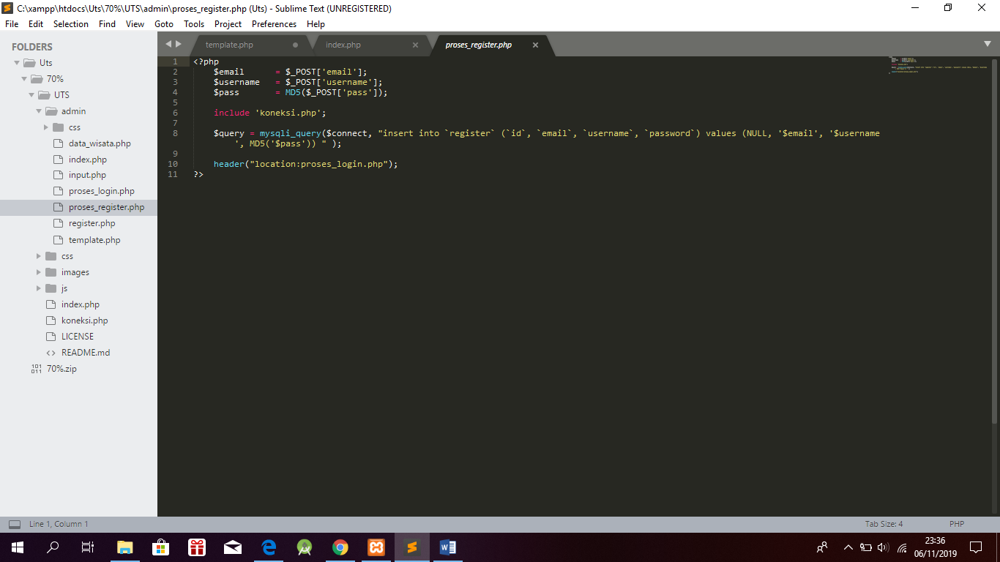 C:\xampp\htdocs\Uts\70%\UTS\admin\proses_register.php (Uts) - Sublime Text (UNREGISTERED)
File Edit Selection Find View Goto Tools Project Preferences Help
FOLDERS
Uts
70%
UTS
admin
css
data_wisata.php
index.php
input.php
proses_login.php
proses_register.php
register.php
template.php
css
images
js
index.php
koneksi.php
LICENSE
README.md
70%.zip
template.php index.php proses_register.php
1 <?php
2 $email = $_POST['email'];
3 $username = $_POST['username'];
4 $pass = MD5($_POST['pass']);
5
6 include 'koneksi.php';
7
8 $query = mysqli_query($connect, "insert into `register` (`id`, `email`, `username`, `password`) values (NULL, '$email', '$username
', MD5('$pass')) " );
9
10 header("location:proses_login.php");
11 ?>
Line 1, Column 1 Tab Size: 4 PHP
23:36
06/11/2019